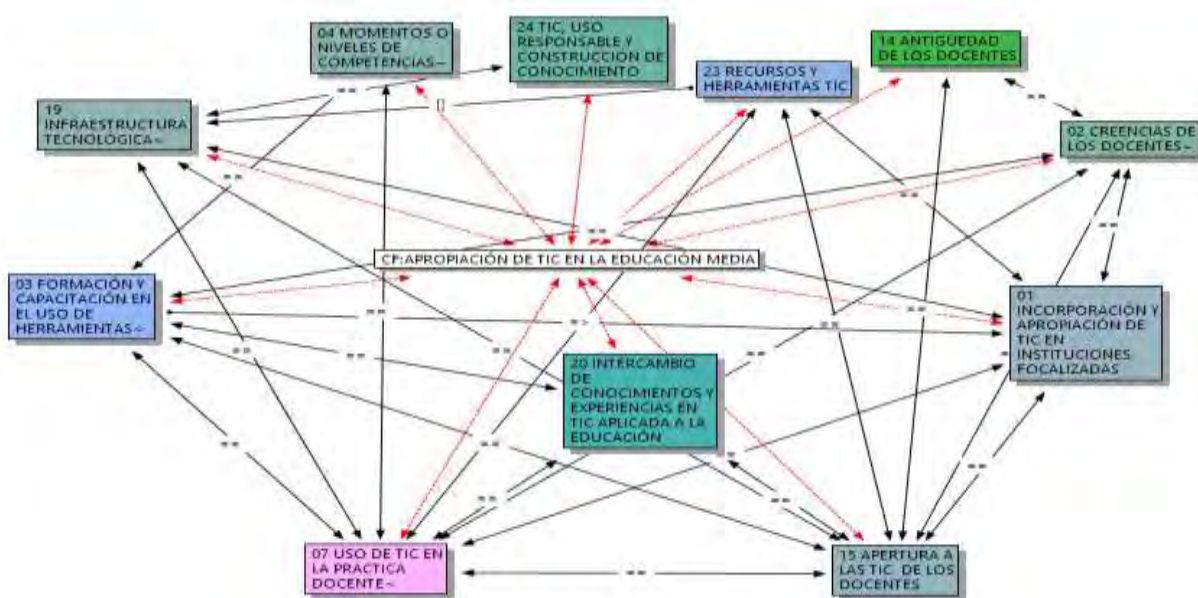 04 MOMENTOS O
NIVELES DE
COMPETENCIAS~
24 TIC, USO
RESPONSABLE Y
CONSTRUCCIÓN DE
CONOCIMIENTO
23 RECURSOS Y
HERRAMIENTAS TIC
14 ANTIGÜEDAD
DE LOS DOCENTES
19
INFRAESTRUCTURA
TECNOLÓGICA~
02 CREENCIAS DE
LOS DOCENTES~
CF:APROPIACIÓN DE TIC EN LA EDUCACIÓN MEDIA
03 FORMACIÓN Y
CAPACITACIÓN EN
EL USO DE
HERRAMIENTAS~
01
INCORPORACIÓN Y
APROPIACIÓN DE
TIC EN
INSTITUCIONES
FOCALIZADAS
20 INTERCAMBIO
DE
CONOCIMIENTOS Y
EXPERIENCIAS EN
TIC APLICADA A LA
EDUCACIÓN
07 USO DE TIC EN
LA PRACTICA
DOCENTE~
15 APERTURA A
LAS TIC DE LOS
DOCENTES